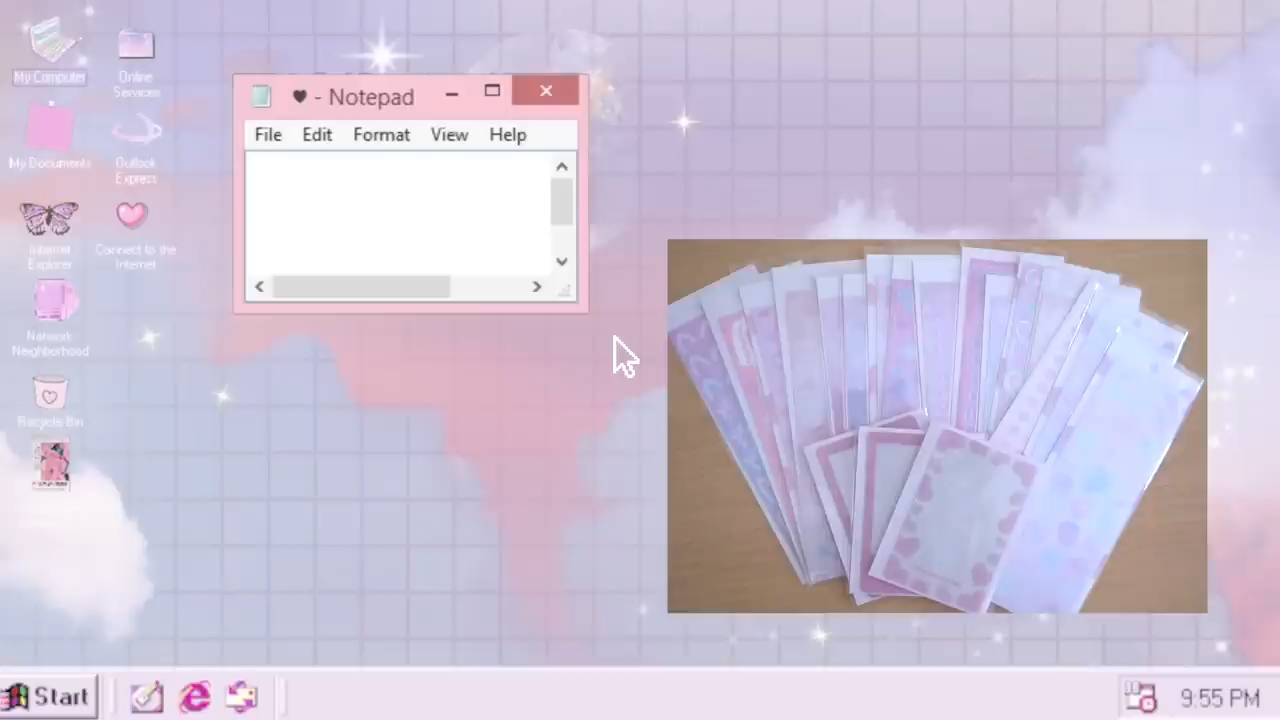 My Computer
Online
Services
My Documents
Outlook
Express
Internet
Explorer
Connect to the
Internet
Network
Neighborhood
Recycle Bin
♥ - Notepad
File Edit Format View Help
Start
9:55 PM